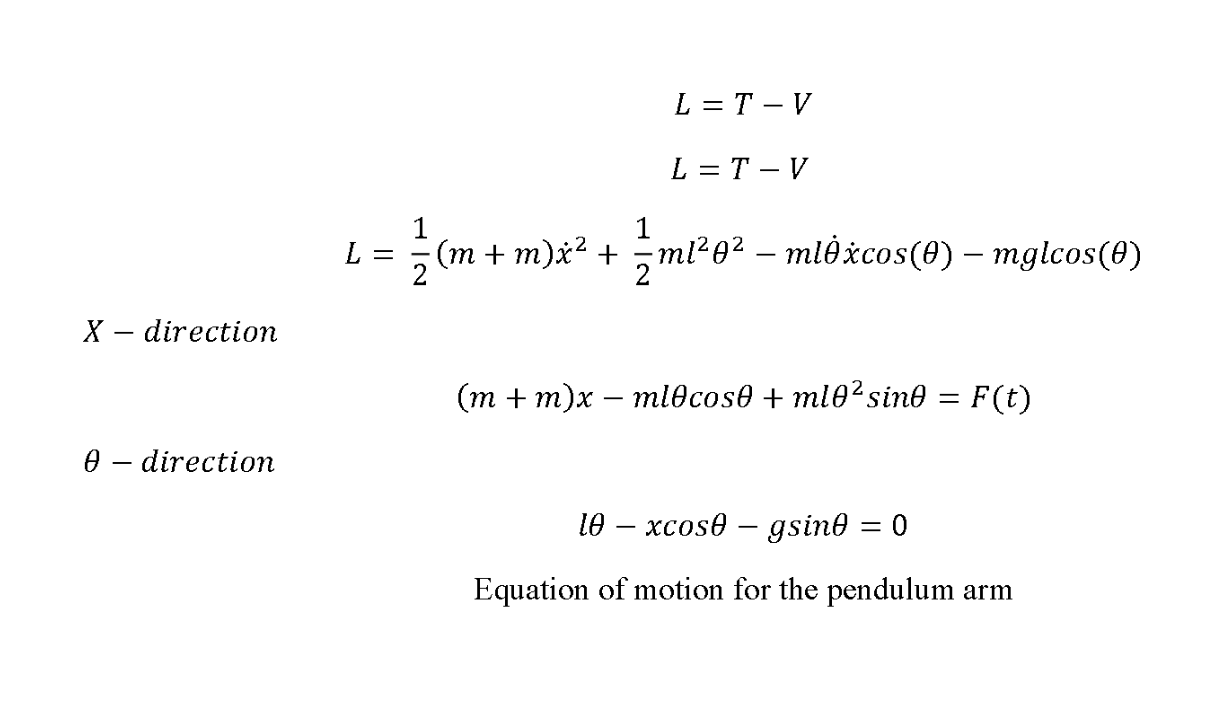 L = T − V
L = T − V
L = 1/2 (m + m)ẋ² + 1/2 ml²θ² − mlθ̇ẋcos(θ) − mglcos(θ)
X − direction
(m + m)x − mlθcosθ + mlθ²sinθ = F(t)
θ − direction
lθ − xcosθ − gsinθ = 0
Equation of motion for the pendulum arm